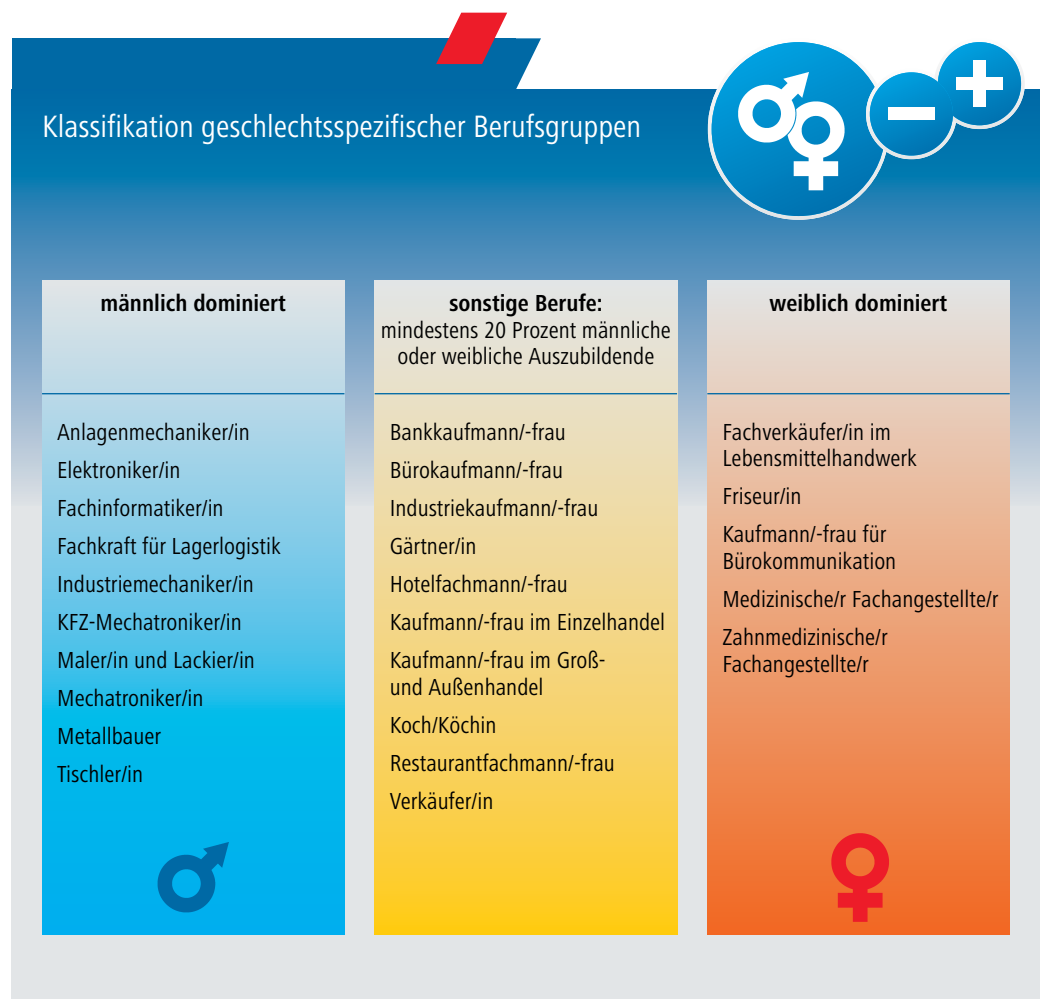 Klassifikation geschlechtsspezifischer Berufsgruppen
männlich dominiert
Anlagenmechaniker/in
Elektroniker/in
Fachinformatiker/in
Fachkraft für Lagerlogistik
Industriemechaniker/in
KFZ-Mechatroniker/in
Maler/in und Lackier/in
Mechatroniker/in
Metallbauer
Tischler/in
sonstige Berufe:
mindestens 20 Prozent männliche
oder weibliche Auszubildende
Bankkaufmann/-frau
Bürokaufmann/-frau
Industriekaufmann/-frau
Gärtner/in
Hotelfachmann/-frau
Kaufmann/-frau im Einzelhandel
Kaufmann/-frau im Groß-
und Außenhandel
Koch/Köchin
Restaurantfachmann/-frau
Verkäufer/in
weiblich dominiert
Fachverkäufer/in im
Lebensmittelhandwerk
Friseur/in
Kaufmann/-frau für
Bürokommunikation
Medizinische/r Fachangestellte/r
Zahnmedizinische/r
Fachangestellte/r